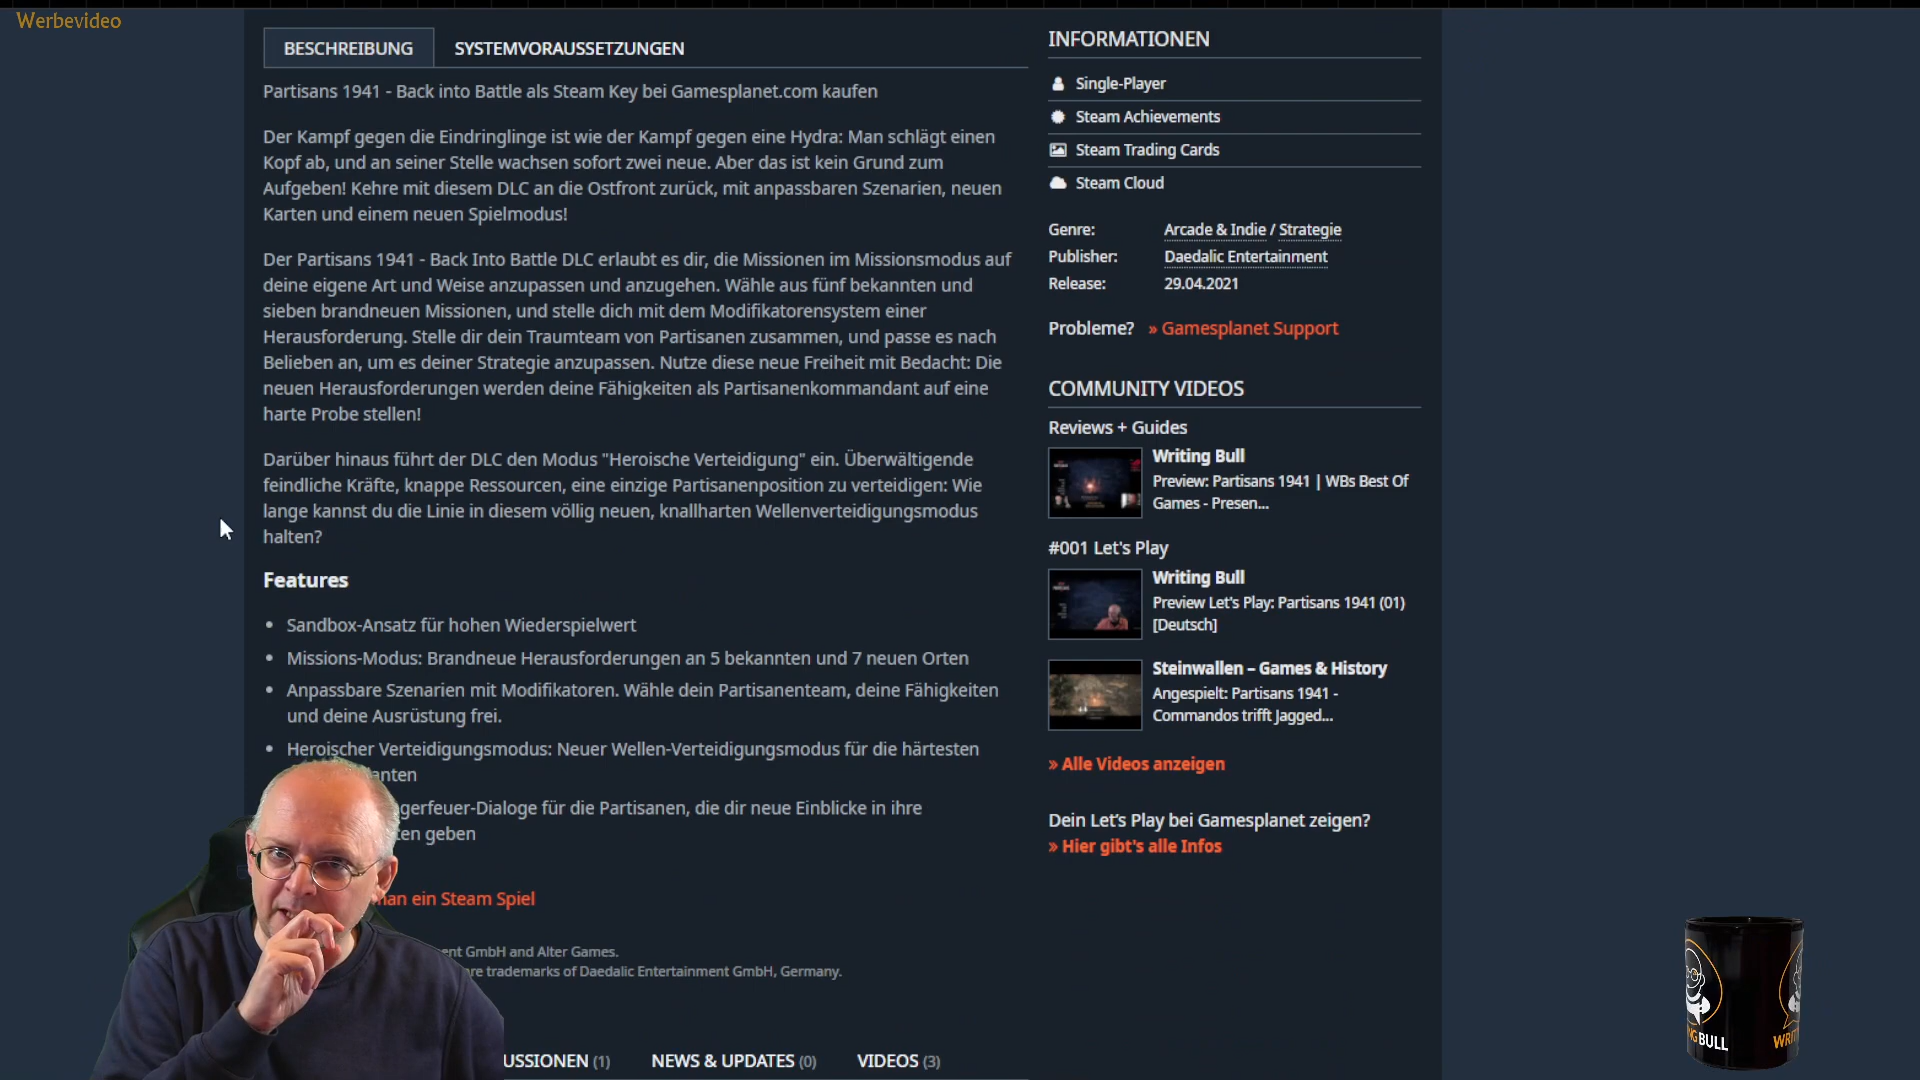 Werbevideo
BESCHREIBUNG
SYSTEMVORAUSSETZUNGEN
Partisans 1941 - Back into Battle als Steam Key bei Gamesplanet.com kaufen
Der Kampf gegen die Eindringlinge ist wie der Kampf gegen eine Hydra: Man schlägt einen
Kopf ab, und an seiner Stelle wachsen sofort zwei neue. Aber das ist kein Grund zum
Aufgeben! Kehre mit diesem DLC an die Ostfront zurück, mit anpassbaren Szenarien, neuen
Karten und einem neuen Spielmodus!
Der Partisans 1941 - Back Into Battle DLC erlaubt es dir, die Missionen im Missionsmodus auf
deine eigene Art und Weise anzupassen und anzugehen. Wähle aus fünf bekannten und
sieben brandneuen Missionen, und stelle dich mit dem Modifikatorensystem einer
Herausforderung. Stelle dir dein Traumteam von Partisanen zusammen, und passe es nach
Belieben an, um es deiner Strategie anzupassen. Nutze diese neue Freiheit mit Bedacht: Die
neuen Herausforderungen werden deine Fähigkeiten als Partisanenkommandant auf eine
harte Probe stellen!
Darüber hinaus führt der DLC den Modus "Heroische Verteidigung" ein. Überwältigende
feindliche Kräfte, knappe Ressourcen, eine einzige Partisanenposition zu verteidigen: Wie
lange kannst du die Linie in diesem völlig neuen, knallharten Wellenverteidigungsmodus
halten?
Features
• Sandbox-Ansatz für hohen Wiederspielwert
• Missions-Modus: Brandneue Herausforderungen an 5 bekannten und 7 neuen Orten
• Anpassbare Szenarien mit Modifikatoren. Wähle dein Partisanenteam, deine Fähigkeiten
und deine Ausrüstung frei.
• Heroischer Verteidigungsmodus: Neuer Wellen-Verteidigungsmodus für die härtesten
anten
gerfeuer-Dialoge für die Partisanen, die dir neue Einblicke in ihre
ten geben
man ein Steam Spiel
ent GmbH and Alter Games.
are trademarks of Daedalic Entertainment GmbH, Germany.
USSIONEN (1)
NEWS & UPDATES (0)
VIDEOS (3)
INFORMATIONEN
Single-Player
Steam Achievements
Steam Trading Cards
Steam Cloud
Genre: Arcade & Indie / Strategie
Publisher: Daedalic Entertainment
Release: 29.04.2021
Probleme? » Gamesplanet Support
COMMUNITY VIDEOS
Reviews + Guides
Writing Bull
Preview: Partisans 1941 | WBs Best Of
Games - Presen...
#001 Let's Play
Writing Bull
Preview Let's Play: Partisans 1941 (01)
[Deutsch]
Steinwallen – Games & History
Angespielt: Partisans 1941 -
Commandos trifft Jagged...
» Alle Videos anzeigen
Dein Let's Play bei Gamesplanet zeigen?
» Hier gibt's alle Infos
NGBULL
WRIT